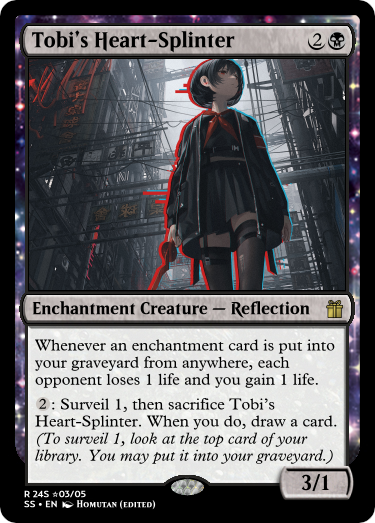 Tobi's Heart-Splinter 2
Enchantment Creature — Reflection
Whenever an enchantment card is put into
your graveyard from anywhere, each
opponent loses 1 life and you gain 1 life.
2: Surveil 1, then sacrifice Tobi's
Heart-Splinter. When you do, draw a card.
(To surveil 1, look at the top card of your
library. You may put it into your graveyard.)
3/1
R 24S ☆03/05
SS • EN Homutan (edited)